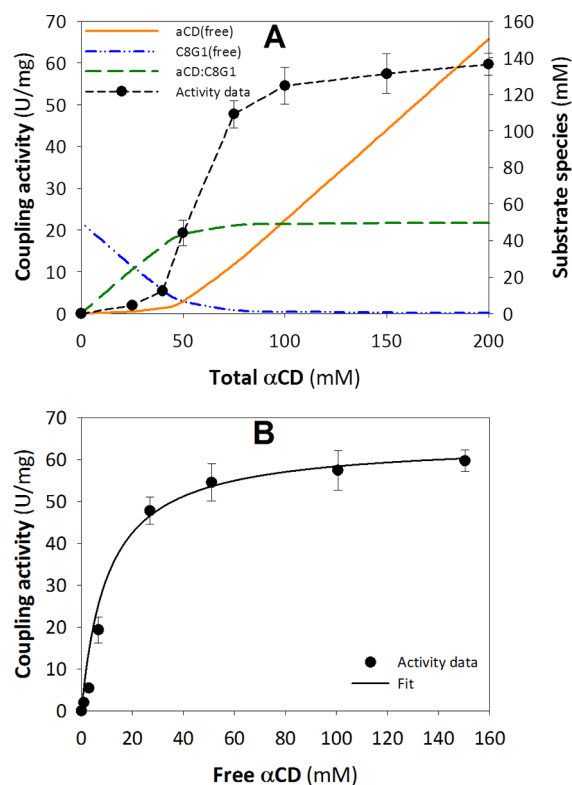 A
aCD(free)
C8G1(free)
aCD:C8G1
Activity data
Coupling activity (U/mg)
70
60
50
40
30
20
10
0
160
140
120
100
80
60
40
20
0
Substrate species (mM)
0 50 100 150 200
Total αCD (mM)
B
Coupling activity (U/mg)
70
60
50
40
30
20
10
0
Activity data
Fit
0 20 40 60 80 100 120 140 160
Free αCD (mM)